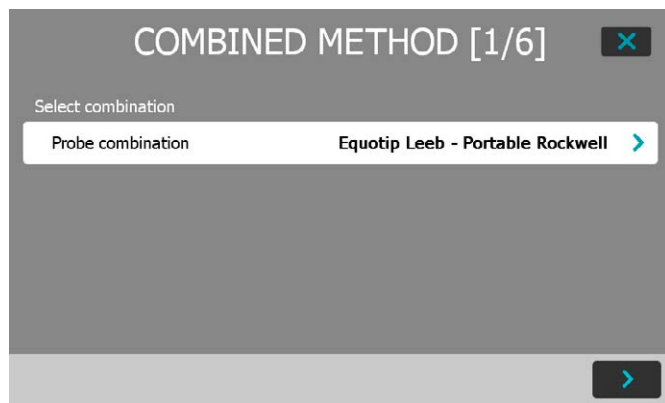 COMBINED METHOD [1/6]
Select combination
Probe combination Equotip Leeb - Portable Rockwell